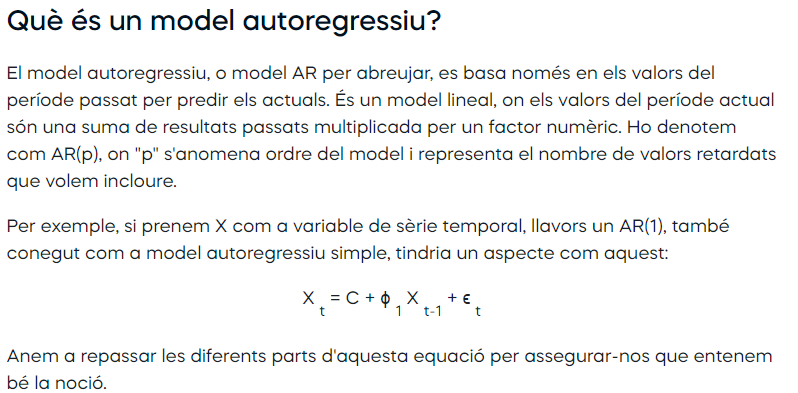 Què és un model autoregressiu?
El model autoregressiu, o model AR per abreujar, es basa només en els valors del
període passat per predir els actuals. És un model lineal, on els valors del període actual
són una suma de resultats passats multiplicada per un factor numèric. Ho denotem
com AR(p), on "p" s'anomena ordre del model i representa el nombre de valors retardats
que volem incloure.
Per exemple, si prenem X com a variable de sèrie temporal, llavors un AR(1), també
conegut com a model autoregressiu simple, tindria un aspecte com aquest:
X t = C + ϕ 1 X t-1 + ϵ t
Anem a repassar les diferents parts d'aquesta equació per assegurar-nos que entenem
bé la noció.